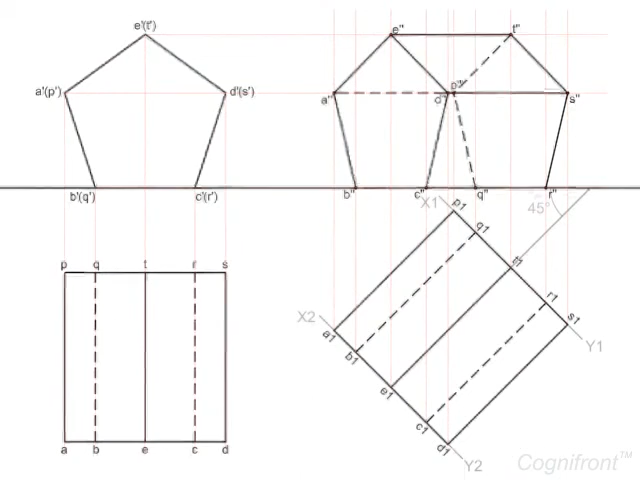 e'(t')
e"
t"
a'(p')
d'(s')
a"
d"
p"
s"
b'(q')
c'(r')
b"
c"
q"
r"
X1
p1
45°
q1
p q t r s
t1
r1
X2
s1
a1
Y1
b1
e1
c1
a b e c d
d1
Y2
Cognifront™